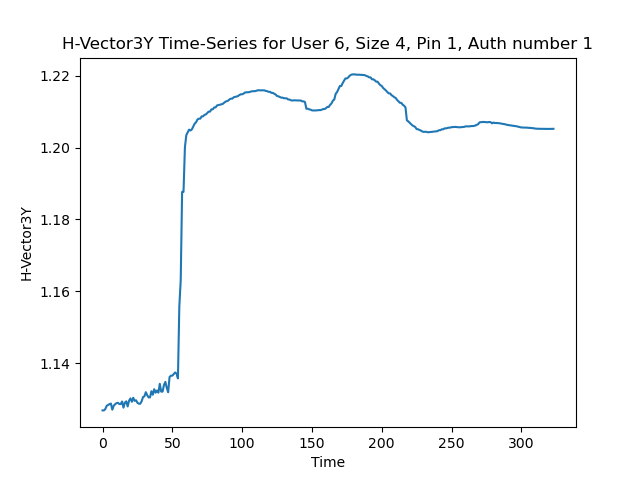 H-Vector3Y Time-Series for User 6, Size 4, Pin 1, Auth number 1
1.22
1.20
1.18
1.16
1.14
H-Vector3Y
0 50 100 150 200 250 300
Time